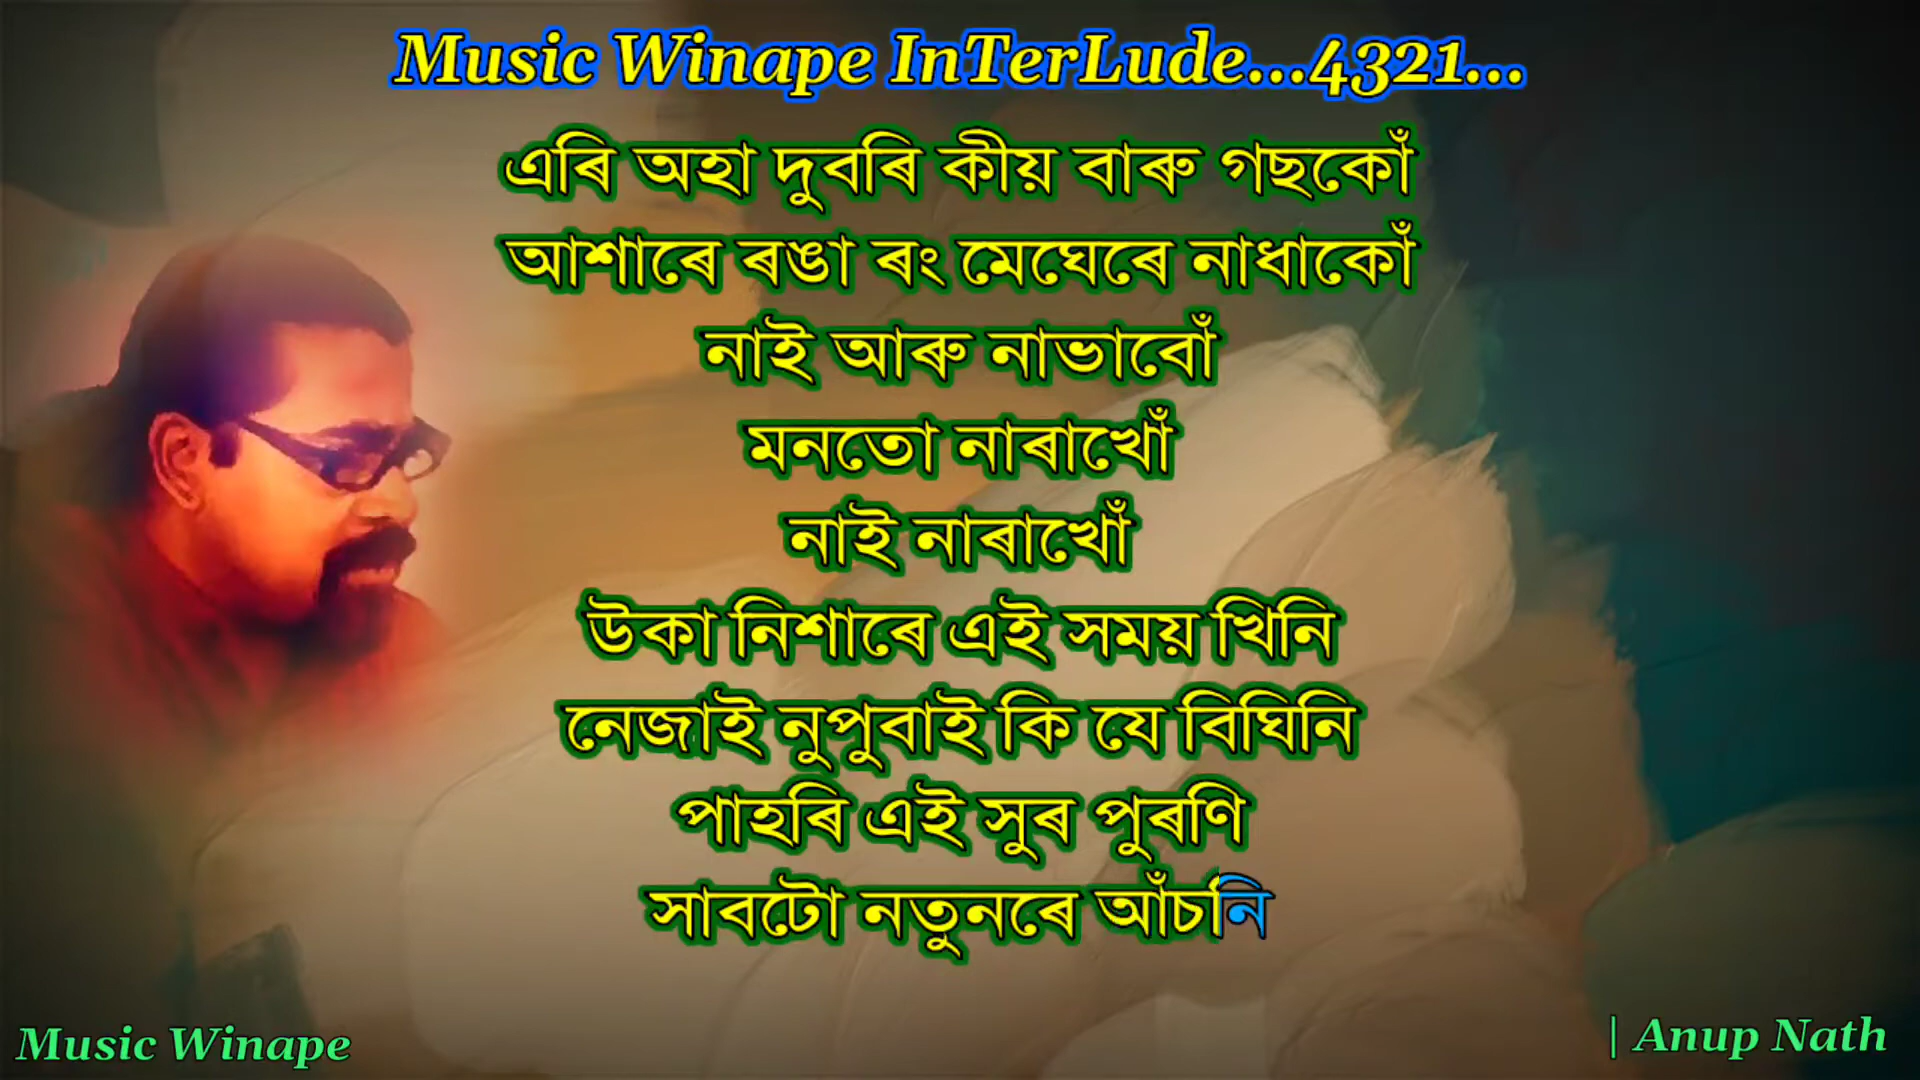 Music Winape InTerLude...4321...
এৰি অহা দুবৰি কীয় বাৰু গছকোঁ
আশাৰে ৰঙা ৰং মেঘেৰে নাধাকোঁ
নাই আৰু নাভাবোঁ
মনতো নাৰাখোঁ
নাই নাৰাখোঁ
উকা নিশাৰে এই সময় খিনি
নেজাই নুপুবাই কি যে বিঘিনি
পাহৰি এই সুৰ পুৰণি
সাবটো নতুনৰে আঁচনি
Music Winape
| Anup Nath